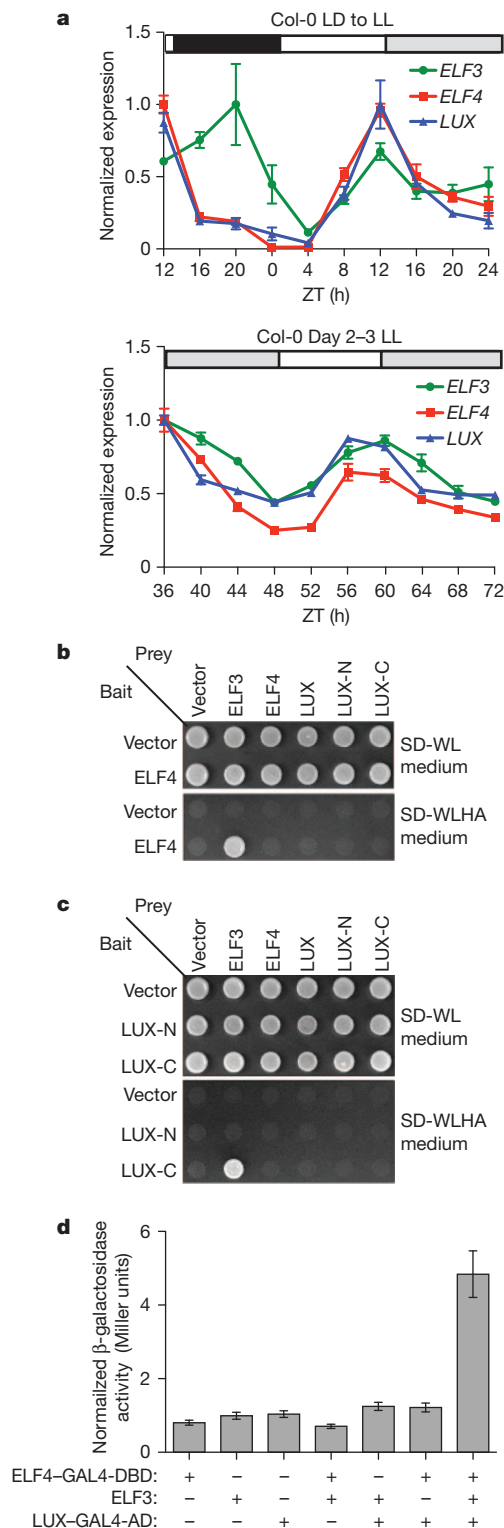 a
Col-0 LD to LL
1.5
1.0
0.5
0
Normalized expression
ELF3
ELF4
LUX
12 16 20 0 4 8 12 16 20 24
ZT (h)
Col-0 Day 2–3 LL
1.5
1.0
0.5
0
Normalized expression
ELF3
ELF4
LUX
36 40 44 48 52 56 60 64 68 72
ZT (h)
b
Prey
Bait
Vector ELF3 ELF4 LUX LUX-N LUX-C
Vector
ELF4
SD-WL
medium
Vector
ELF4
SD-WLHA
medium
c
Prey
Bait
Vector ELF3 ELF4 LUX LUX-N LUX-C
Vector
LUX-N
LUX-C
SD-WL
medium
Vector
LUX-N
LUX-C
SD-WLHA
medium
d
6
4
2
0
Normailzed β-galactosidase
activity (Miller units)
ELF4–GAL4-DBD: + – – + – + +
ELF3: – + – + + – +
LUX–GAL4-AD: – – + – + + +